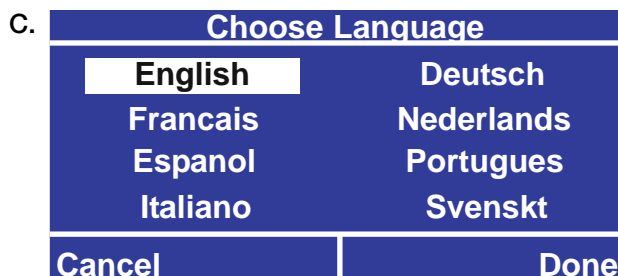 C. Choose Language
English Deutsch
Francais Nederlands
Espanol Portugues
Italiano Svenskt
Cancel Done